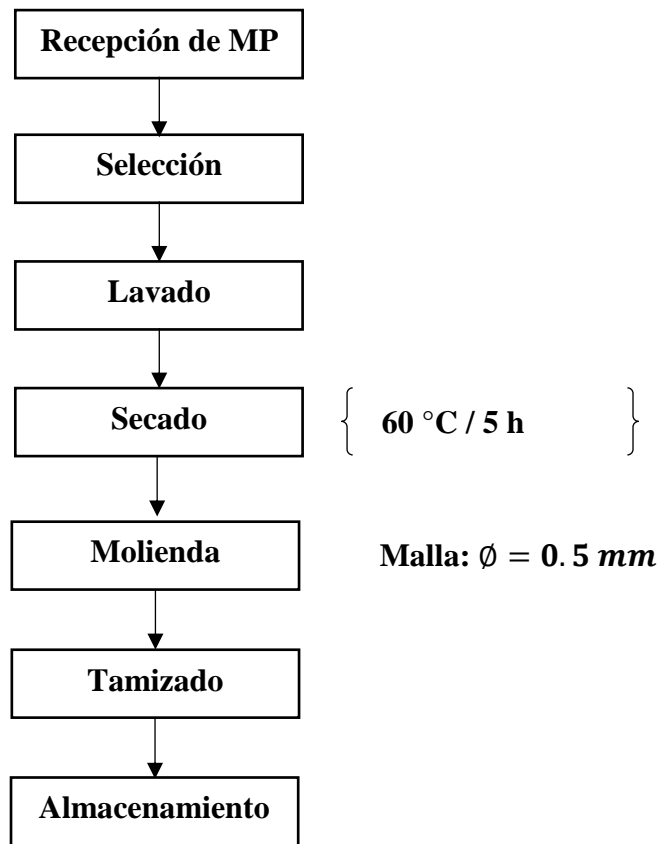 Recepción de MP
Selección
Lavado
Secado
60 °C / 5 h
Molienda
Malla: ∅ = 0.5 mm
Tamizado
Almacenamiento